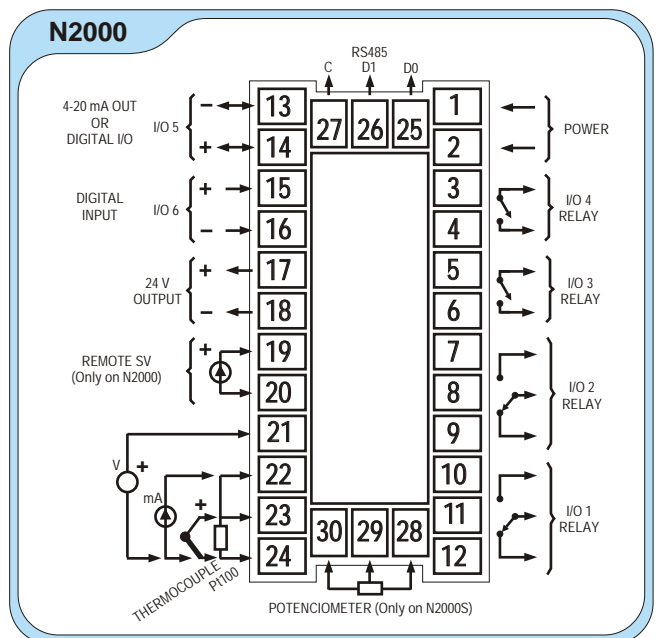 N2000
RS485
C D1 D0
4-20 mA OUT
OR
DIGITAL I/O
I/O 5
– 13
+ 14
DIGITAL
INPUT
I/O 6
+ 15
– 16
24 V
OUTPUT
+ 17
– 18
REMOTE SV
(Only on N2000)
+ 19
20
21
22
23
24
V +
mA
+
THERMOCOUPLE
Pt100
27 26 25
30 29 28
POTENCIOMETER (Only on N2000S)
1
2
POWER
3
4
I/O 4
RELAY
5
6
I/O 3
RELAY
7
8
9
I/O 2
RELAY
10
11
12
I/O 1
RELAY